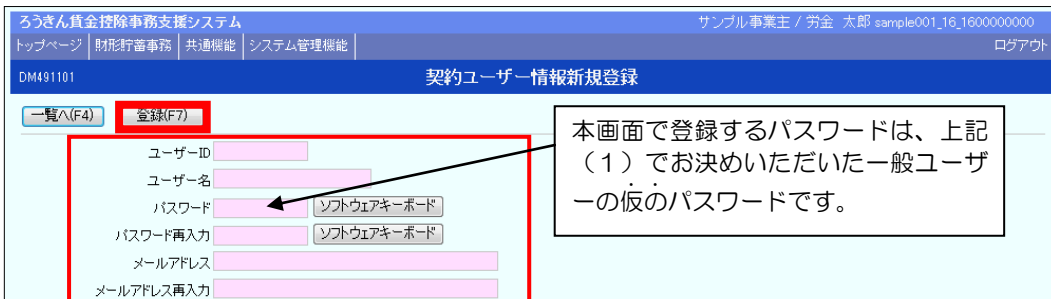 ろうきん賃金控除事務支援システム サンプル事業主 / 労金 太郎 sample001_16_1600000000
トップページ 財形貯蓄事務 共通機能 システム管理機能 ログアウト
DM491101 契約ユーザー情報新規登録
一覧へ(F4) 登録(F7)
ユーザーID
ユーザー名
パスワード ソフトウェアキーボード
パスワード再入力 ソフトウェアキーボード
メールアドレス
メールアドレス再入力
本画面で登録するパスワードは、上記
(1)でお決めいただいた一般ユーザ
ーの仮のパスワードです。